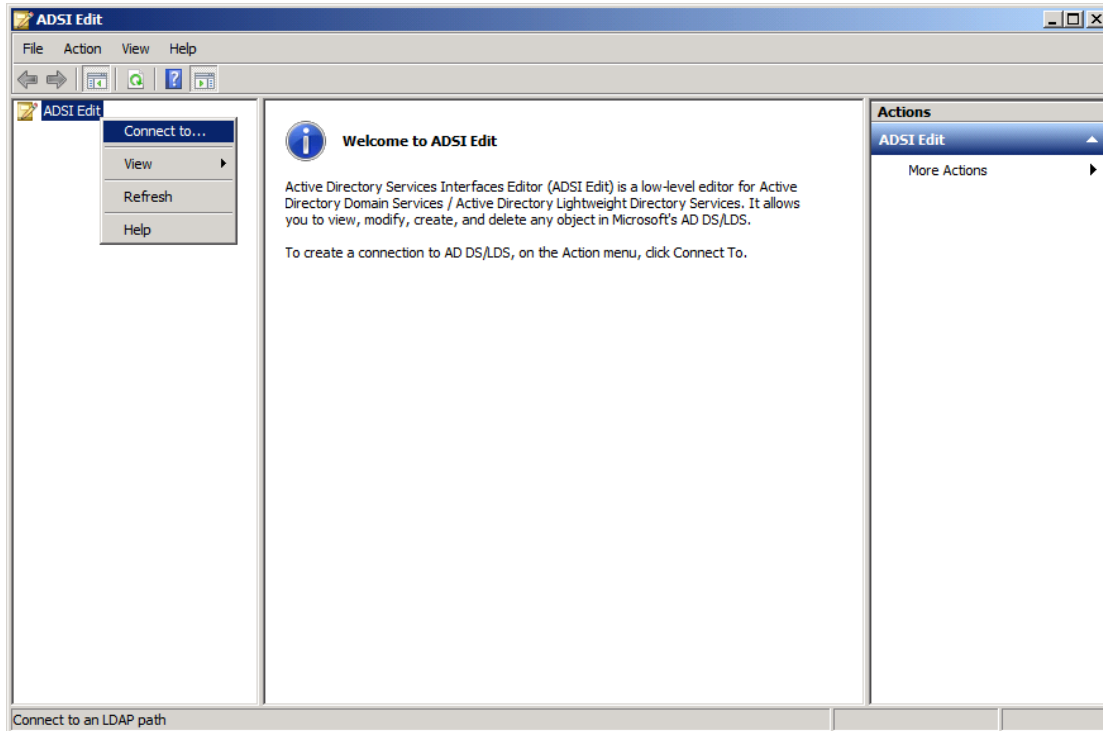 ADSI Edit
File Action View Help
ADSI Edit
Connect to...
View
Refresh
Help
Welcome to ADSI Edit
Active Directory Services Interfaces Editor (ADSI Edit) is a low-level editor for Active
Directory Domain Services / Active Directory Lightweight Directory Services. It allows
you to view, modify, create, and delete any object in Microsoft's AD DS/LDS.
To create a connection to AD DS/LDS, on the Action menu, click Connect To.
Actions
ADSI Edit
More Actions
Connect to an LDAP path